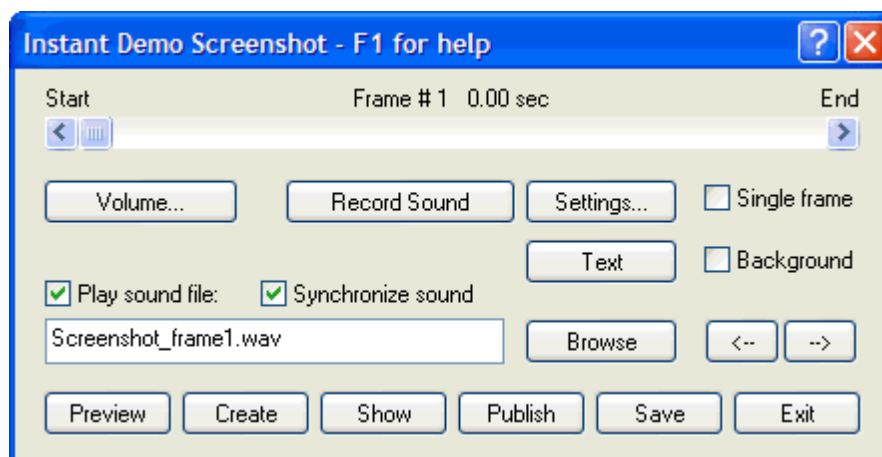 Instant Demo Screenshot - F1 for help
Start Frame # 1 0.00 sec End
Volume... Record Sound Settings... Single frame
Text Background
Play sound file: Synchronize sound
Screenshot_frame1.wav Browse <-- -->
Preview Create Show Publish Save Exit